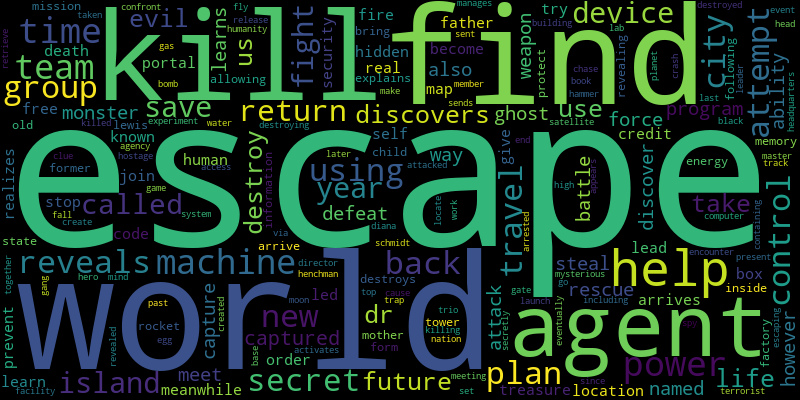 mission taken confront evil fly release humanity gas bomb manages father sent event head
time learns us fight security fire bring try device weapon building lab destroyed
team death portal kill allowing hidden real become explains find chase city attempt
group save return also map protect revealing planet crash book hammer following leader
free monster experiment water discovers ghost use force program ability headquarters
old killed lewis known destroying self satellite credit last black
realizes clue agency human access destroy information escape way give battle discover energy memory master track
former hostage join using child later attacked locate work end high appears computer containing
stop called game year diana defeat travel take control
fall create system code via schmidt arrested steal lead encounter present
state reveals machine arrive director henchman back help mysterious go box inside
together hero mind world destroys moon top cause trap trio gate rescue arrives however
prevent gang past capture created new led dr tower killing nation attack secretly launch including agent factory escaping
rocket egg captured mother form eventually spy power
learn revealed island meet base order activates secret future plan location named since life
facility meanwhile meeting set treasure terrorist
retrieve make member sends